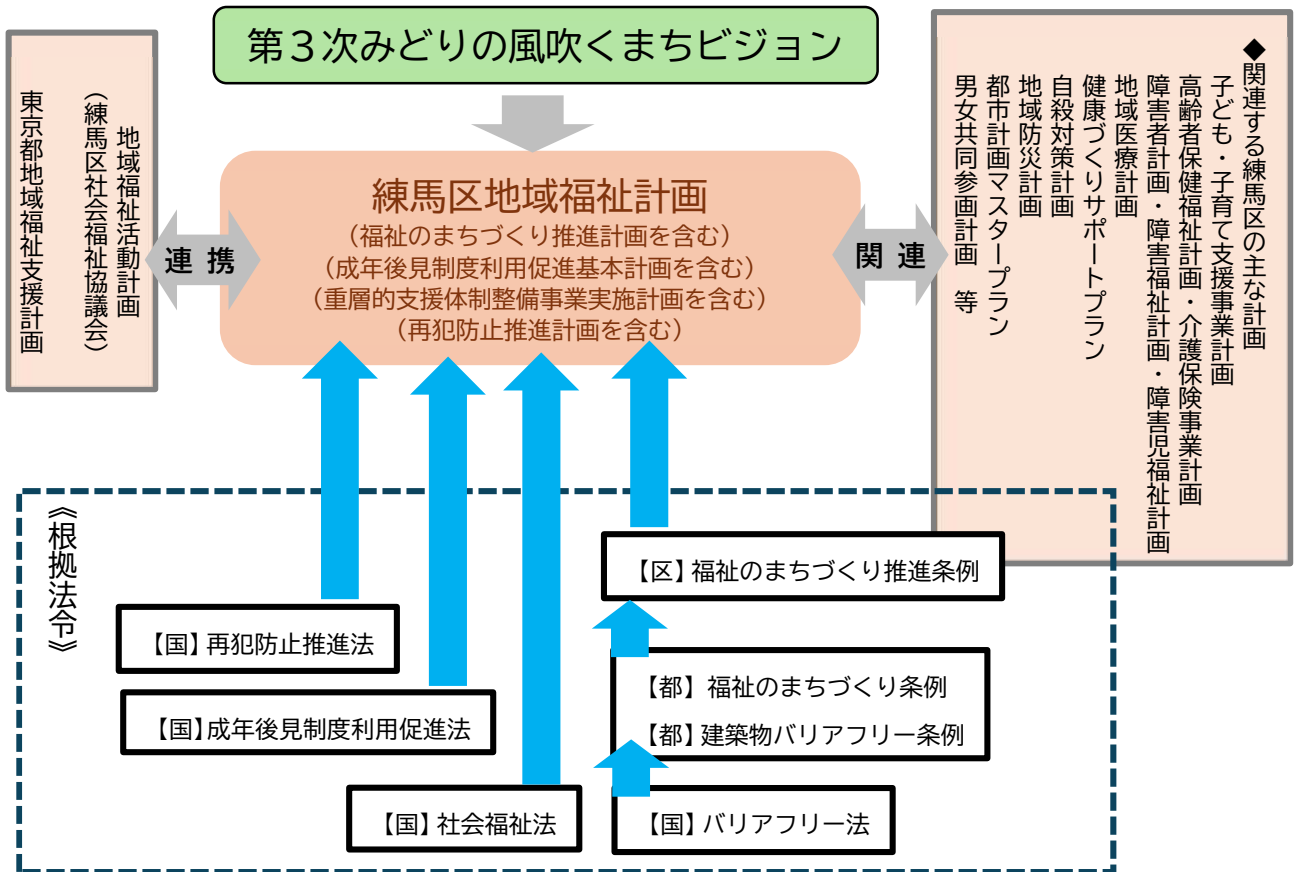 第３次みどりの風吹くまちビジョン
練馬区地域福祉計画
（福祉のまちづくり推進計画を含む）
（成年後見制度利用促進基本計画を含む）
（重層的支援体制整備事業実施計画を含む）
（再犯防止推進計画を含む）
連携
関連
地域福祉活動計画
（練馬区社会福祉協議会）
東京都地域福祉支援計画
◆関連する練馬区の主な計画
子ども・子育て支援事業計画
高齢者保健福祉計画・介護保険事業計画
障害者計画・障害福祉計画・障害児福祉計画
地域医療計画
健康づくりサポートプラン
自殺対策計画
地域防災計画
都市計画マスタープラン
男女共同参画計画　等
《根拠法令》
【区】福祉のまちづくり推進条例
【国】再犯防止推進法
【都】福祉のまちづくり条例
【都】建築物バリアフリー条例
【国】成年後見制度利用促進法
【国】社会福祉法
【国】バリアフリー法